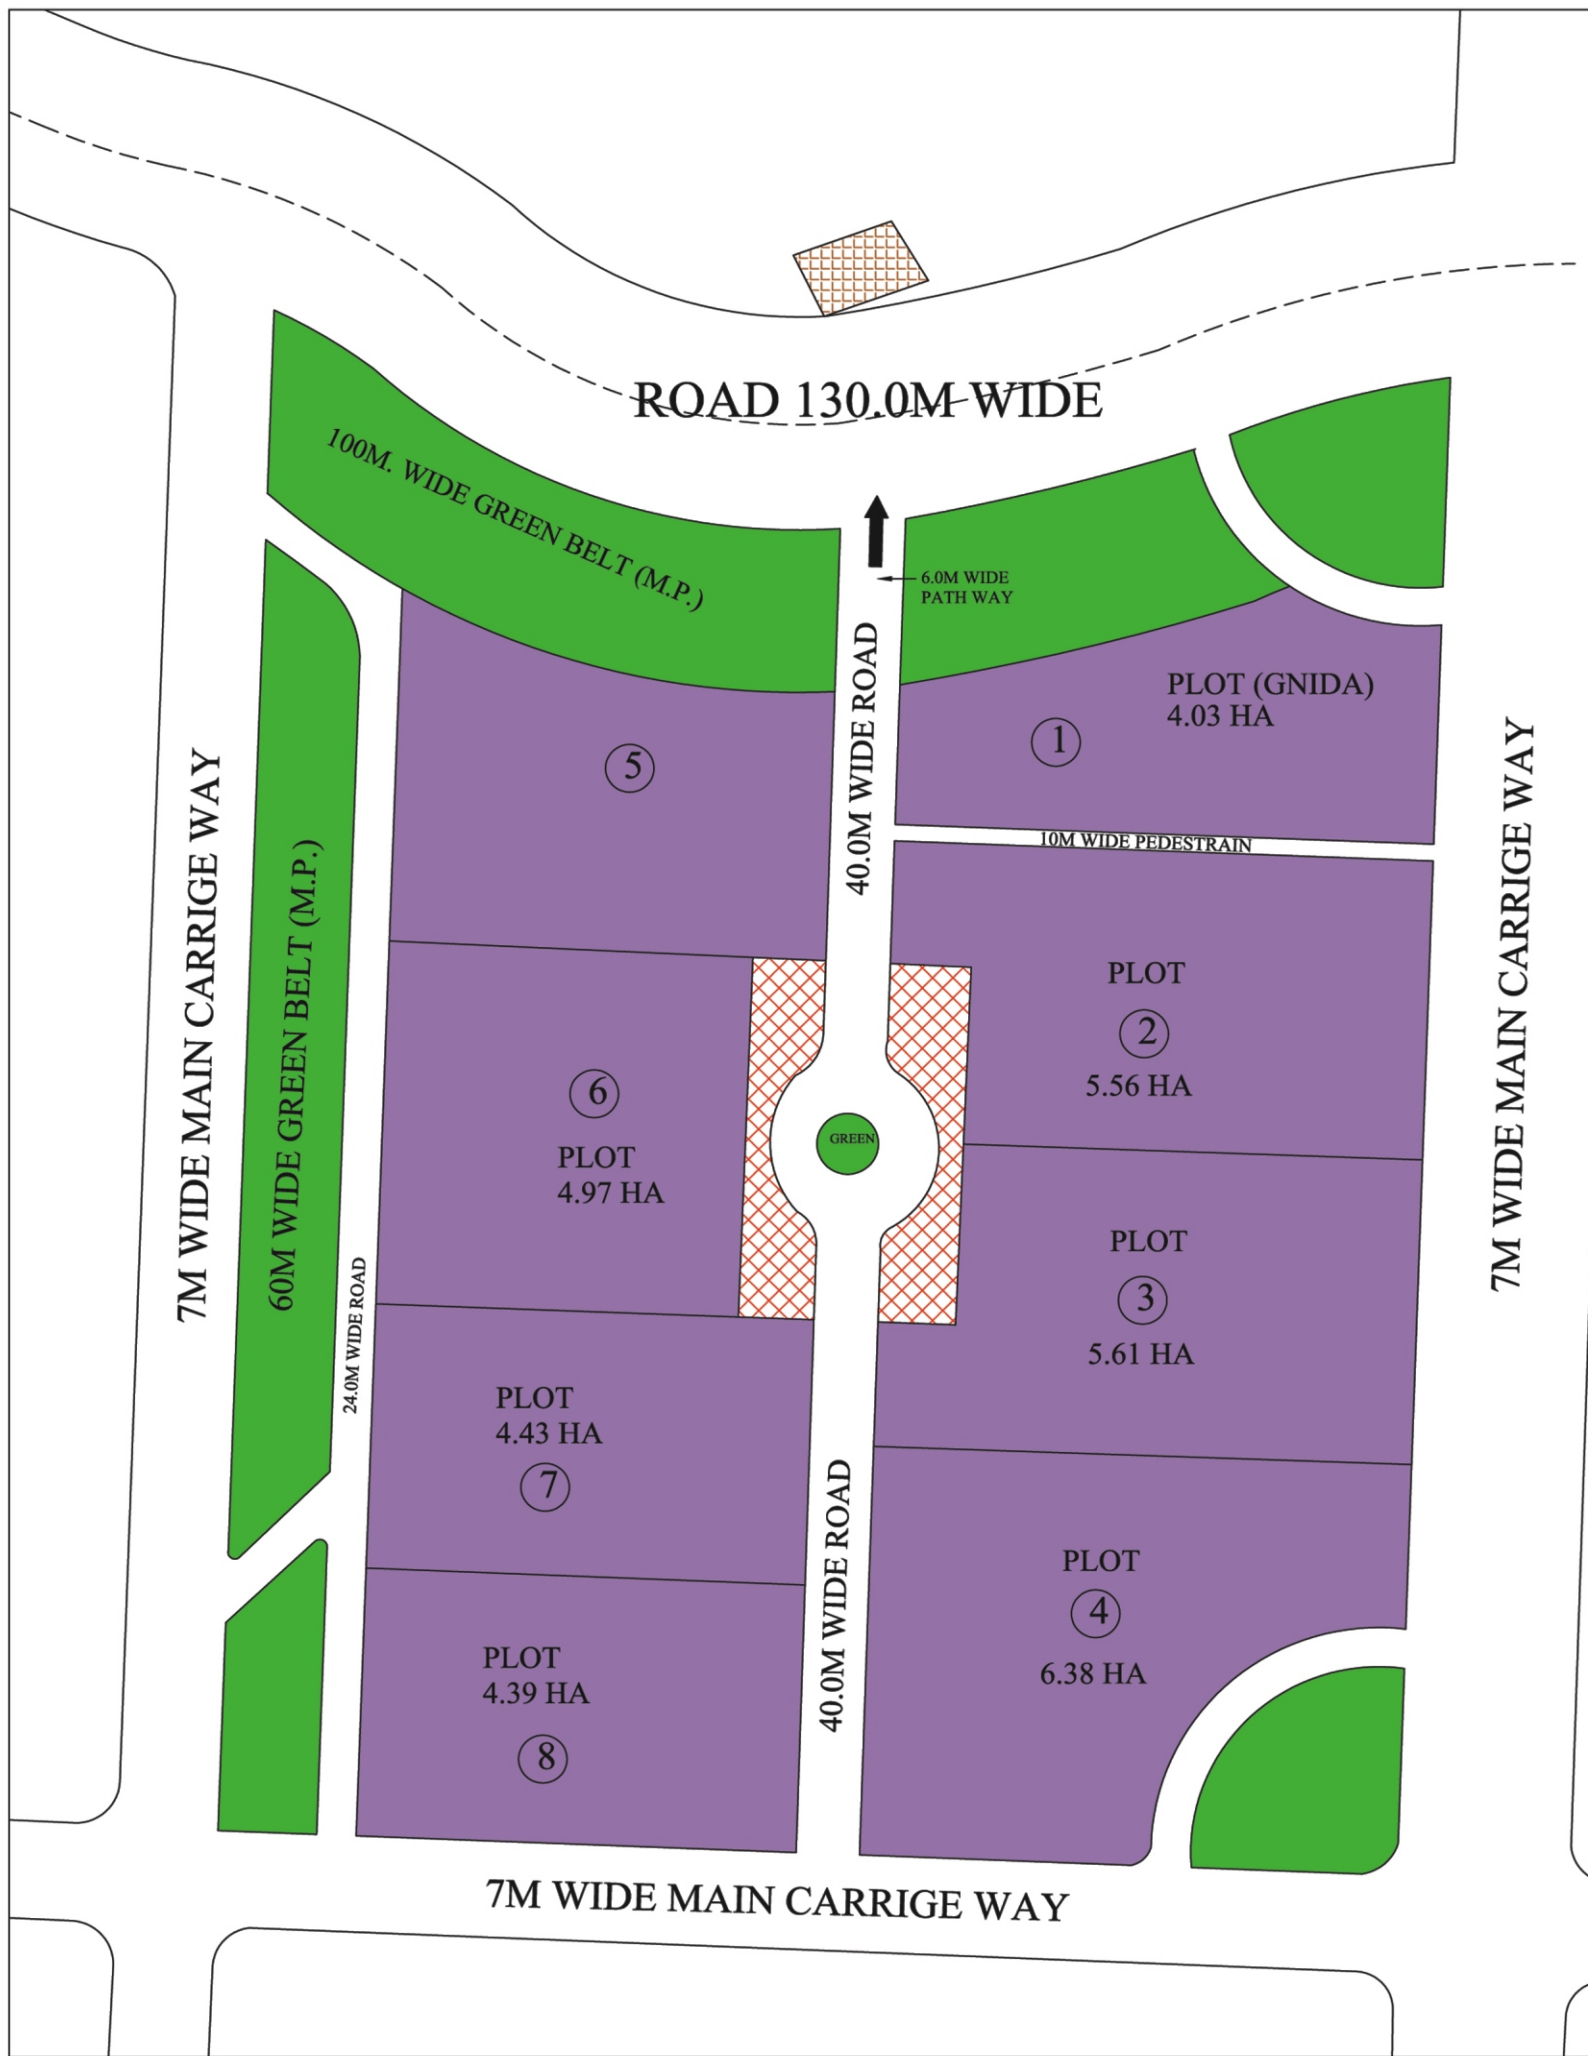 ROAD 130.0M WIDE
100M. WIDE GREEN BELT (M.P.)
6.0M WIDE
PATH WAY
40.0M WIDE ROAD
PLOT (GNIDA)
4.03 HA
1
5
10M WIDE PEDESTRAIN
7M WIDE MAIN CARRIGE WAY
60M WIDE GREEN BELT (M.P.)
7M WIDE MAIN CARRIGE WAY
PLOT
2
5.56 HA
6
PLOT
4.97 HA
GREEN
PLOT
3
5.61 HA
24.0M WIDE ROAD
PLOT
4.43 HA
7
40.0M WIDE ROAD
PLOT
4
6.38 HA
PLOT
4.39 HA
8
7M WIDE MAIN CARRIGE WAY